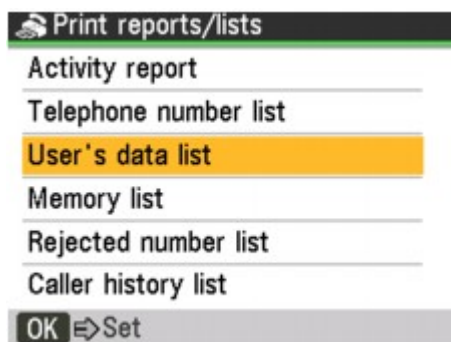 Print reports/lists
Activity report
Telephone number list
User's data list
Memory list
Rejected number list
Caller history list
OK ⇨Set